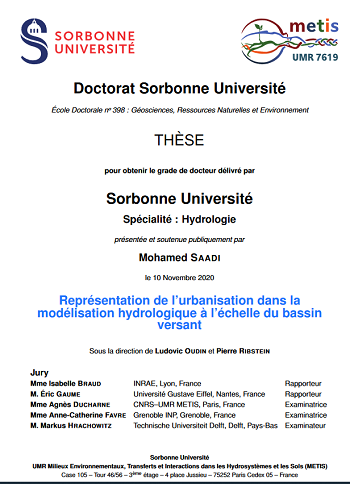 SORBONNE
UNIVERSITÉ
metis
UMR 7619
Doctorat Sorbonne Université
École Doctorale nº 398 : Géosciences, Ressources Naturelles et Environnement
THÈSE
pour obtenir le grade de docteur délivré par
Sorbonne Université
Spécialité : Hydrologie
présentée et soutenue publiquement par
Mohamed SAADI
le 10 Novembre 2020
Représentation de l'urbanisation dans la
modélisation hydrologique à l'échelle du bassin
versant
Sous la direction de Ludovic OUDIN et Pierre RIBSTEIN
Jury
Mme Isabelle BRAUD INRAE, Lyon, France Rapporteur
M. Éric GAUME Université Gustave Eiffel, Nantes, France Rapporteur
Mme Agnès DUCHARNE CNRS–UMR METIS, Paris, France Examinatrice
Mme Anne-Catherine FAVRE Grenoble INP, Grenoble, France Examinatrice
M. Markus HRACHOWITZ Technische Universiteit Delft, Delft, Pays-Bas Examinateur
Sorbonne Université
UMR Milieux Environnementaux, Transferts et Interactions dans les Hydrosystèmes et les Sols (METIS)
Case 105 – Tour 46/56 – 3ème étage – 4 place Jussieu – 75252 Paris Cedex 05 – France